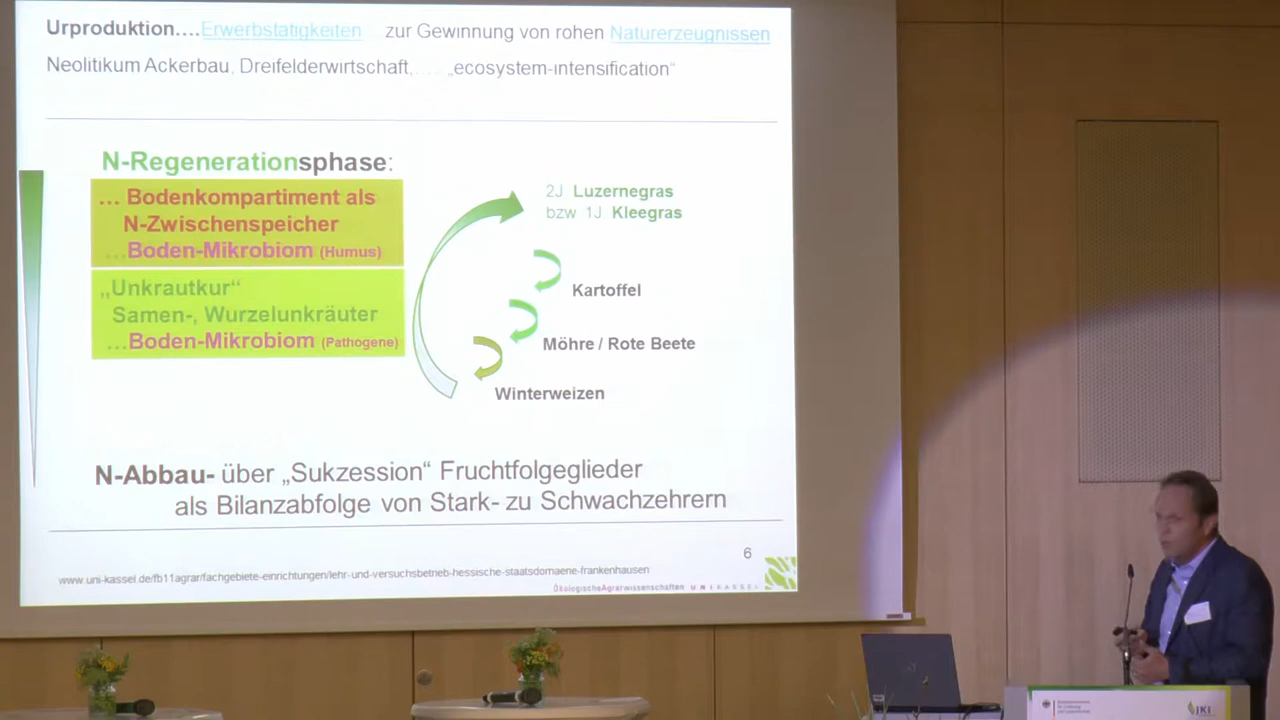 Urproduktion....Erwerbstätigkeiten zur Gewinnung von rohen Naturerzeugnissen
Neolitikum Ackerbau, Dreifelderwirtschaft,.... „ecosystem-intensification“
N-Regenerationsphase:
... Bodenkompartiment als
N-Zwischenspeicher
...Boden-Mikrobiom (Humus)
„Unkrautkur“
Samen-, Wurzelunkräuter
...Boden-Mikrobiom (Pathogene)
2J. Luzernegras
bzw. 1J. Kleegras
Kartoffel
Möhre / Rote Beete
Winterweizen
N-Abbau- über „Sukzession“ Fruchtfolgeglieder
als Bilanzabfolge von Stark- zu Schwachzehrern
6
www.uni-kassel.de/fb11agrar/fachgebiete-einrichtungen/lehr-und-versuchsbetrieb-hessische-staatsdomaene-frankenhausen
ÖkologischeAgrarwissenschaften UNIKASSEL
JKI